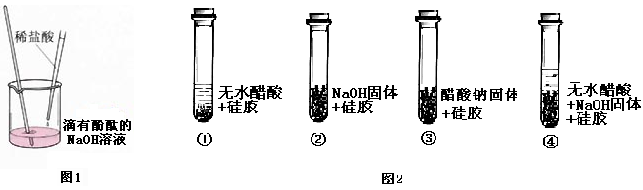 稀盐酸
滴有酚酞的
NaOH溶液
图1
无水醋酸
+硅胶
①
NaOH固体
+硅胶
②
醋酸钠固体
+硅胶
③
无水醋酸
+NaOH固体
+硅胶
④
图2